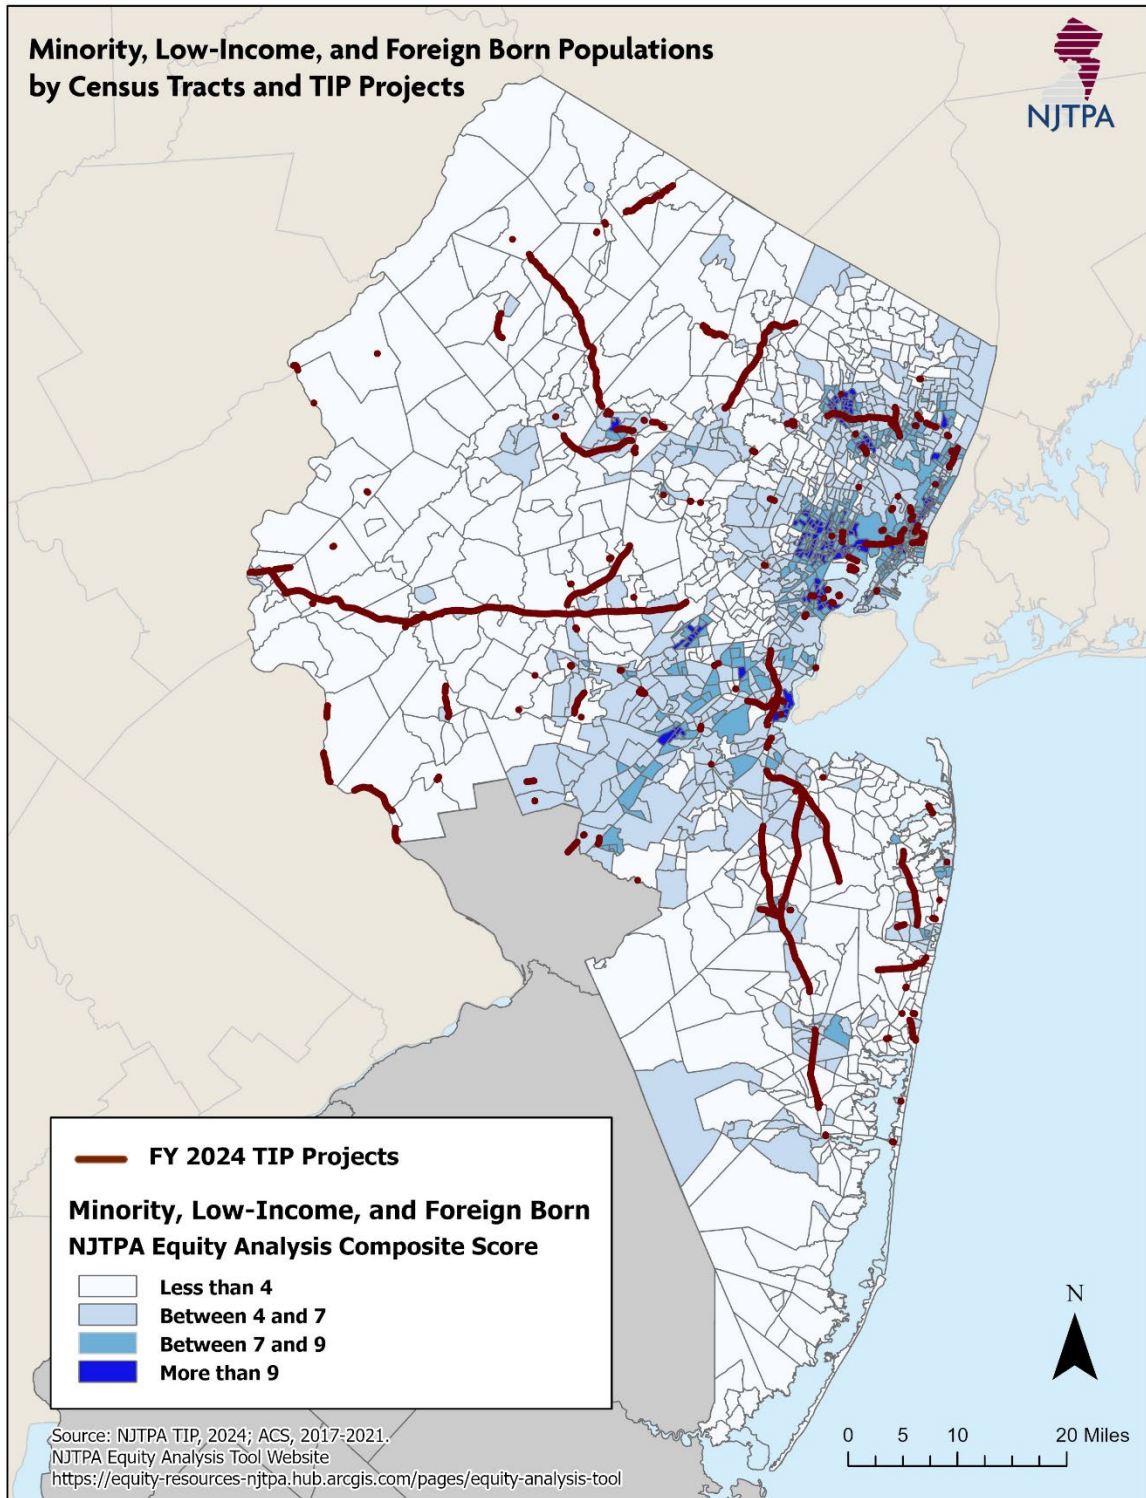 Minority, Low-Income, and Foreign Born Populations
by Census Tracts and TIP Projects
NJTPA
FY 2024 TIP Projects
Minority, Low-Income, and Foreign Born
NJTPA Equity Analysis Composite Score
Less than 4
Between 4 and 7
Between 7 and 9
More than 9
Source: NJTPA TIP, 2024; ACS, 2017-2021.
NJTPA Equity Analysis Tool Website
https://equity-resources-njtpa.hub.arcgis.com/pages/equity-analysis-tool
N
0 5 10 20 Miles